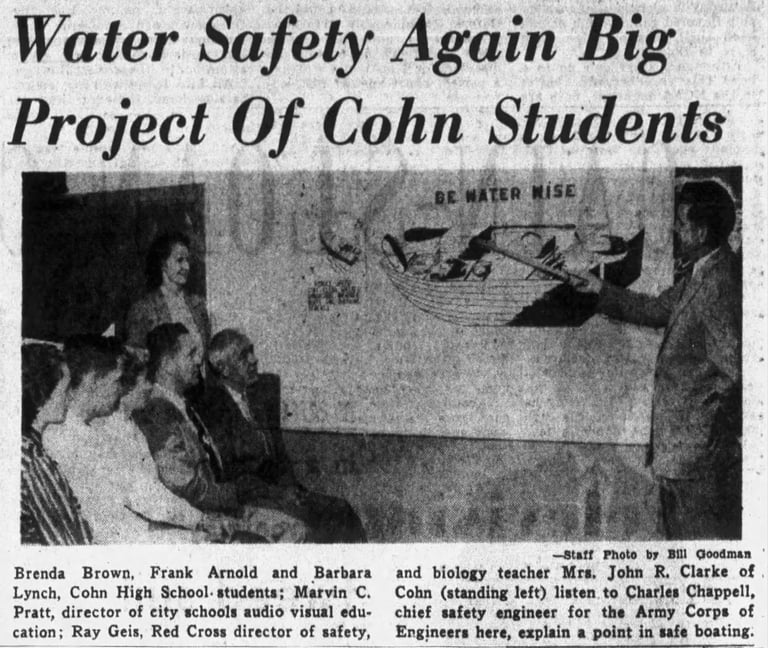 Water Safety Again Big
Project Of Cohn Students
BE WATER WISE
—Staff Photo by Bill Goodman
Brenda Brown, Frank Arnold and Barbara
Lynch, Cohn High School students; Marvin C.
Pratt, director of city schools audio visual edu-
cation; Ray Geis, Red Cross director of safety,
and biology teacher Mrs. John R. Clarke of
Cohn (standing left) listen to Charles Chappell,
chief safety engineer for the Army Corps of
Engineers here, explain a point in safe boating.